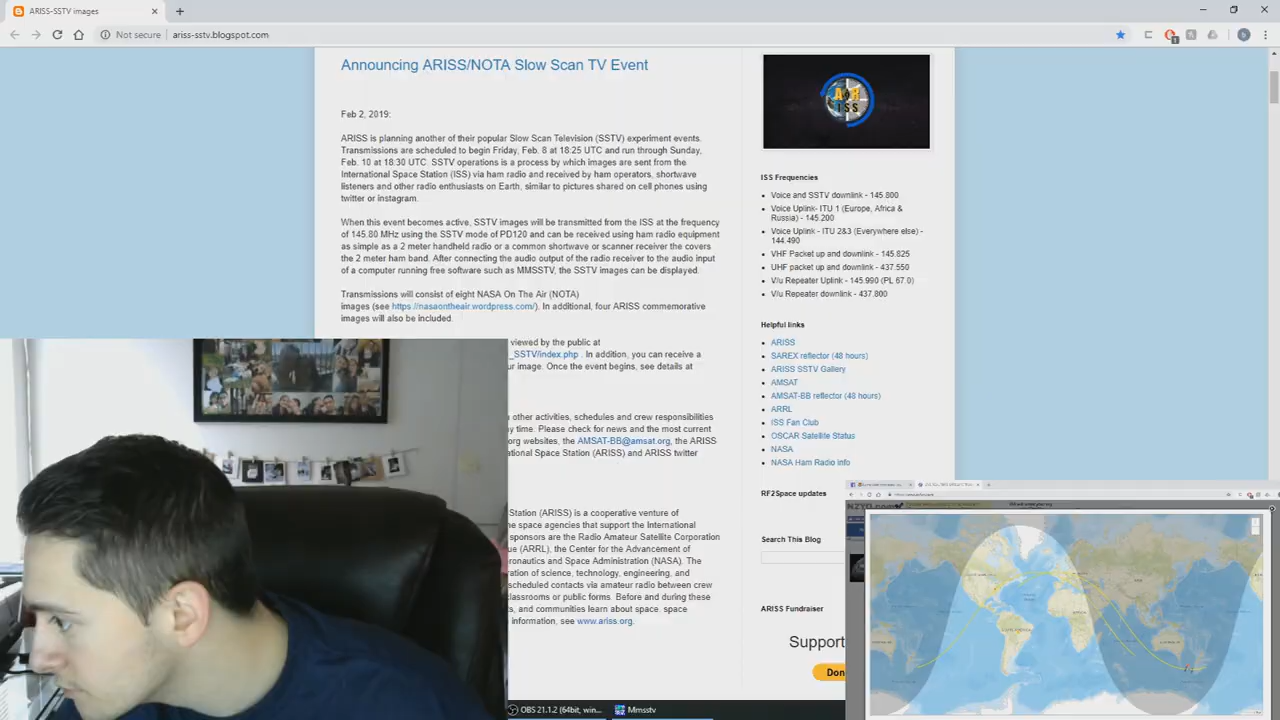 ARISS-SSTV images
Not secure
ariss-sstv.blogspot.com
Announcing ARISS/NOTA Slow Scan TV Event
Feb 2, 2019:
ARISS is planning another of their popular Slow Scan Television (SSTV) experiment events.
Transmissions are scheduled to begin Friday, Feb. 8 at 18:25 UTC and run through Sunday,
Feb. 10 at 18:30 UTC. SSTV operations is a process by which images are sent from the
International Space Station (ISS) via ham radio and received by ham operators, shortwave
listeners and other radio enthusiasts on Earth, similar to pictures shared on cell phones using
twitter or instagram.
When this event becomes active, SSTV images will be transmitted from the ISS at the frequency
of 145.80 MHz using the SSTV mode of PD120 and can be received using ham radio equipment
as simple as a 2 meter handheld radio or a common shortwave or scanner receiver the covers
the 2 meter ham band. After connecting the audio output of the radio receiver to the audio input
of a computer running free software such as MMSSTV, the SSTV images can be displayed.
Transmissions will consist of eight NASA On The Air (NOTA)
images (see https://nasaontheair.wordpress.com/). In additional, four ARISS commemorative
images will also be included.
viewed by the public at
_SSTV/index.php . In addition, you can receive a
ur image. Once the event begins, see details at
other activities, schedules and crew responsibilities
ny time. Please check for news and the most current
org websites, the AMSAT-BB@amsat.org, the ARISS
ational Space Station (ARISS) and ARISS twitter
Station (ARISS) is a cooperative venture of
he space agencies that support the International
sponsors are the Radio Amateur Satellite Corporation
ue (ARRL), the Center for the Advancement of
eronautics and Space Administration (NASA). The
ration of science, technology, engineering, and
scheduled contacts via amateur radio between crew
classrooms or public forms. Before and during these
s, and communities learn about space, space
information, see www.ariss.org.
AR
ISS
ISS Frequencies
Voice and SSTV downlink - 145.800
Voice Uplink- ITU 1 (Europe, Africa &
Russia) - 145.200
Voice Uplink - ITU 2&3 (Everywhere else) -
144.490
VHF Packet up and downlink - 145.825
UHF packet up and downlink - 437.550
V/u Repeater Uplink - 145.990 (PL 67.0)
V/u Repeater downlink - 437.800
Helpful links
ARISS
SAREX reflector (48 hours)
ARISS SSTV Gallery
AMSAT
AMSAT-BB reflector (48 hours)
ARRL
ISS Fan Club
OSCAR Satellite Status
NASA
NASA Ham Radio info
RF2Space updates
Search This Blog
ARISS Fundraiser
Support
Don
N2YO.com
OBS 21.1.2 (64bit, win...
Mmsstv